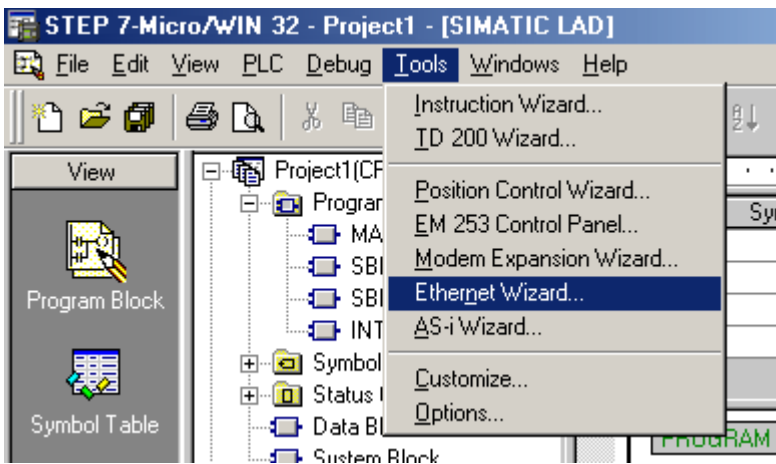 STEP 7-Micro/WIN 32 - Project1 - [SIMATIC LAD]
File Edit View PLC Debug Tools Windows Help
Instruction Wizard...
TD 200 Wizard...
Position Control Wizard...
EM 253 Control Panel...
Modem Expansion Wizard...
Ethernet Wizard...
AS-i Wizard...
Customize...
Options...
View
Program Block
Symbol Table
Project1(CP
Program
MA
SBI
SBI
INT
Symbol
Status
Data Bl
System Block
Sy
PROGRAM